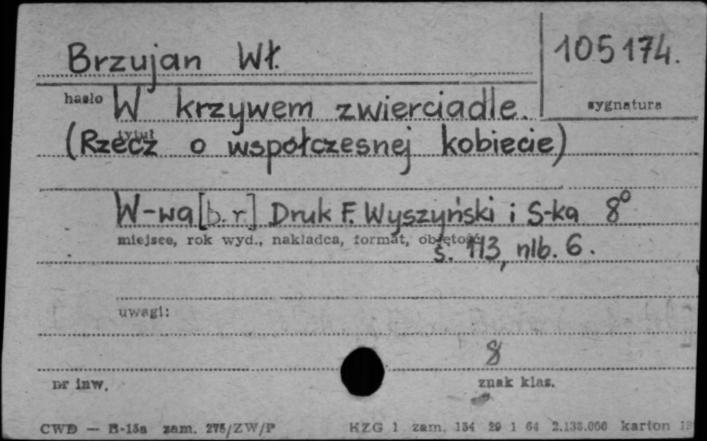 Brzujan Wł.
105174.
hasło
sygnatura
W krzywem zwierciadle.
tytuł
(Rzecz o współczesnej kobiecie)
W-wa [b.r.] Druk F. Wyszyński i S-ka 8°
miejsce, rok wyd., nakładca, format, objętość
s. 113, nlb. 6.
uwagi:
8
nr inw.
znak klas.
CWD — B-15a zam. 275/ZW/P
KZG 1 zam. 154 29 1 64 2.133.000 karton